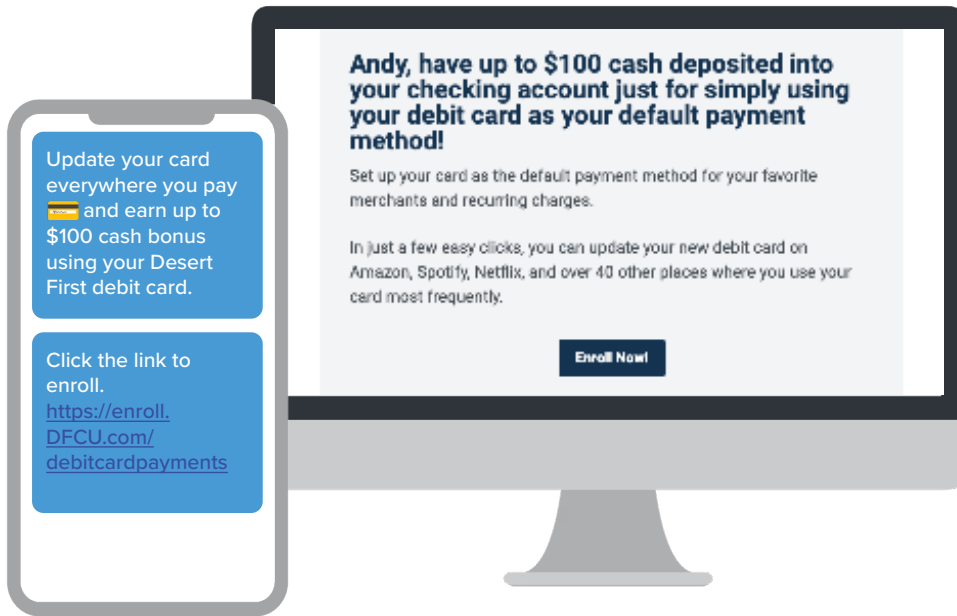 Update your card
everywhere you pay
💳 and earn up to
$100 cash bonus
using your Desert
First debit card.
Click the link to
enroll.
https://enroll.
DFCU.com/
debitcardpayments
Andy, have up to $100 cash deposited into
your checking account just for simply using
your debit card as your default payment
method!
Set up your card as the default payment method for your favorite
merchants and recurring charges.
In just a few easy clicks, you can update your new debit card on
Amazon, Spotify, Netflix, and over 40 other places where you use your
card most frequently.
Enroll Now!